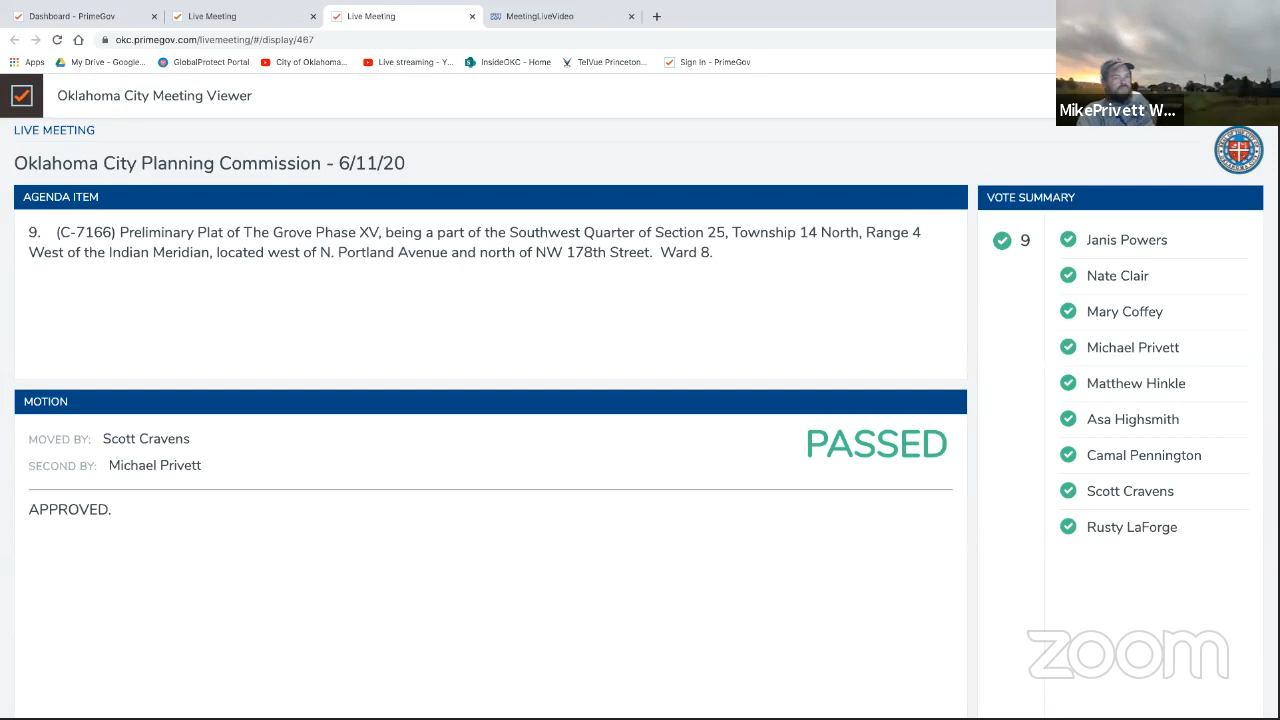 Dashboard - PrimeGov
Live Meeting
Live Meeting
MeetingLiveVideo
okc.primegov.com/livemeeting/#/display/467
Apps
My Drive - Google...
GlobalProtect Portal
City of Oklahoma...
Live streaming - Y...
InsideOKC - Home
TelVue Princeton...
Sign In - PrimeGov
MikePrivett W...
Oklahoma City Meeting Viewer
LIVE MEETING
Oklahoma City Planning Commission - 6/11/20
AGENDA ITEM
9. (C-7166) Preliminary Plat of The Grove Phase XV, being a part of the Southwest Quarter of Section 25, Township 14 North, Range 4
West of the Indian Meridian, located west of N. Portland Avenue and north of NW 178th Street. Ward 8.
MOTION
MOVED BY: Scott Cravens
SECOND BY: Michael Privett
PASSED
APPROVED.
VOTE SUMMARY
9
Janis Powers
Nate Clair
Mary Coffey
Michael Privett
Matthew Hinkle
Asa Highsmith
Camal Pennington
Scott Cravens
Rusty LaForge
zoom